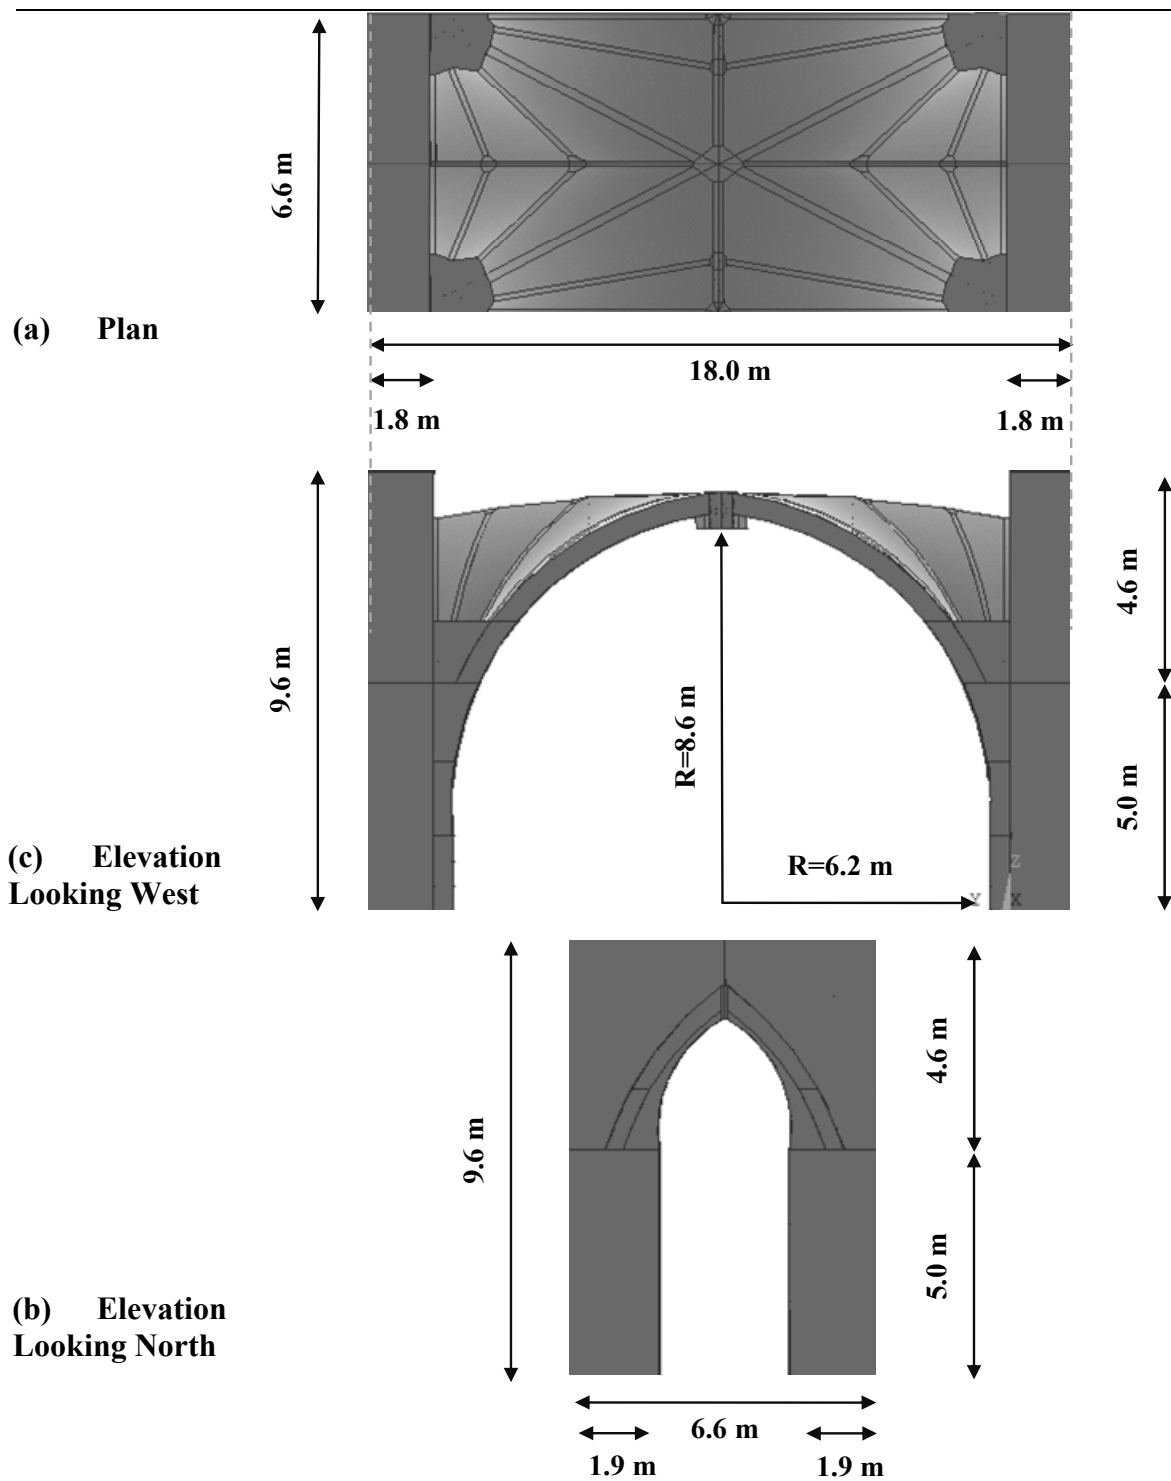 6.6 m
(a) Plan
18.0 m
1.8 m
1.8 m
9.6 m
4.6 m
R=8.6 m
5.0 m
(c) Elevation
Looking West
R=6.2 m
Z
Y
X
9.6 m
4.6 m
5.0 m
(b) Elevation
Looking North
6.6 m
1.9 m
1.9 m